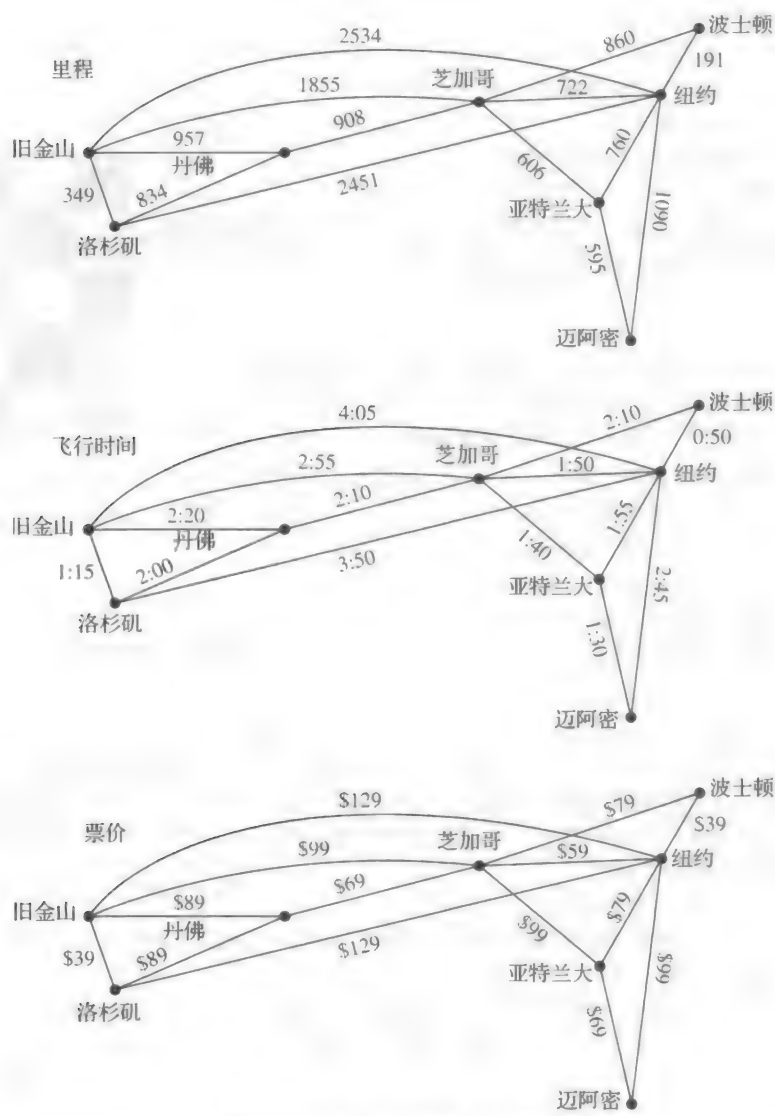 波士顿
2534
860
191
里程
芝加哥
1855
722
纽约
908
957
旧金山
丹佛
606
760
349
834
2451
亚特兰大
1090
洛杉矶
595
迈阿密
波士顿
4:05
2:10
0:50
飞行时间
芝加哥
2:55
1:50
纽约
2:10
2:20
旧金山
丹佛
1:55
1:40
1:15
2:00
3:50
亚特兰大
2:45
洛杉矶
1:30
迈阿密
波士顿
$129
$79
$39
票价
芝加哥
$99
$59
纽约
$69
$89
旧金山
丹佛
$79
$99
$39
$89
$129
亚特兰大
$99
洛杉矶
$69
迈阿密